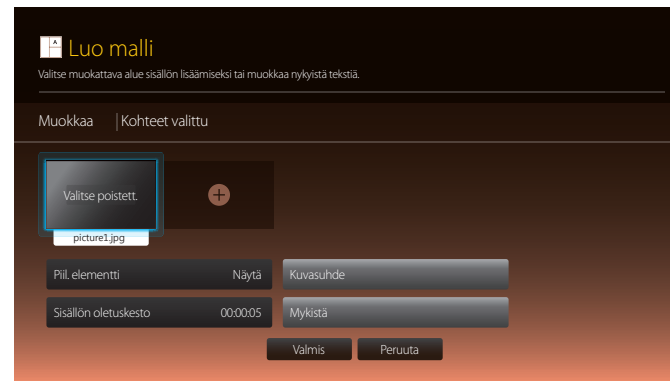 A
Luo malli
Valitse muokattava alue sisällön lisäämiseksi tai muokkaa nykyistä tekstiä.
Muokkaa | Kohteet valittu
Valitse poistett.
picture1.jpg
Piil. elementti Näytä Kuvasuhde
Sisällön oletuskesto 00:00:05 Mykistä
Valmis Peruuta